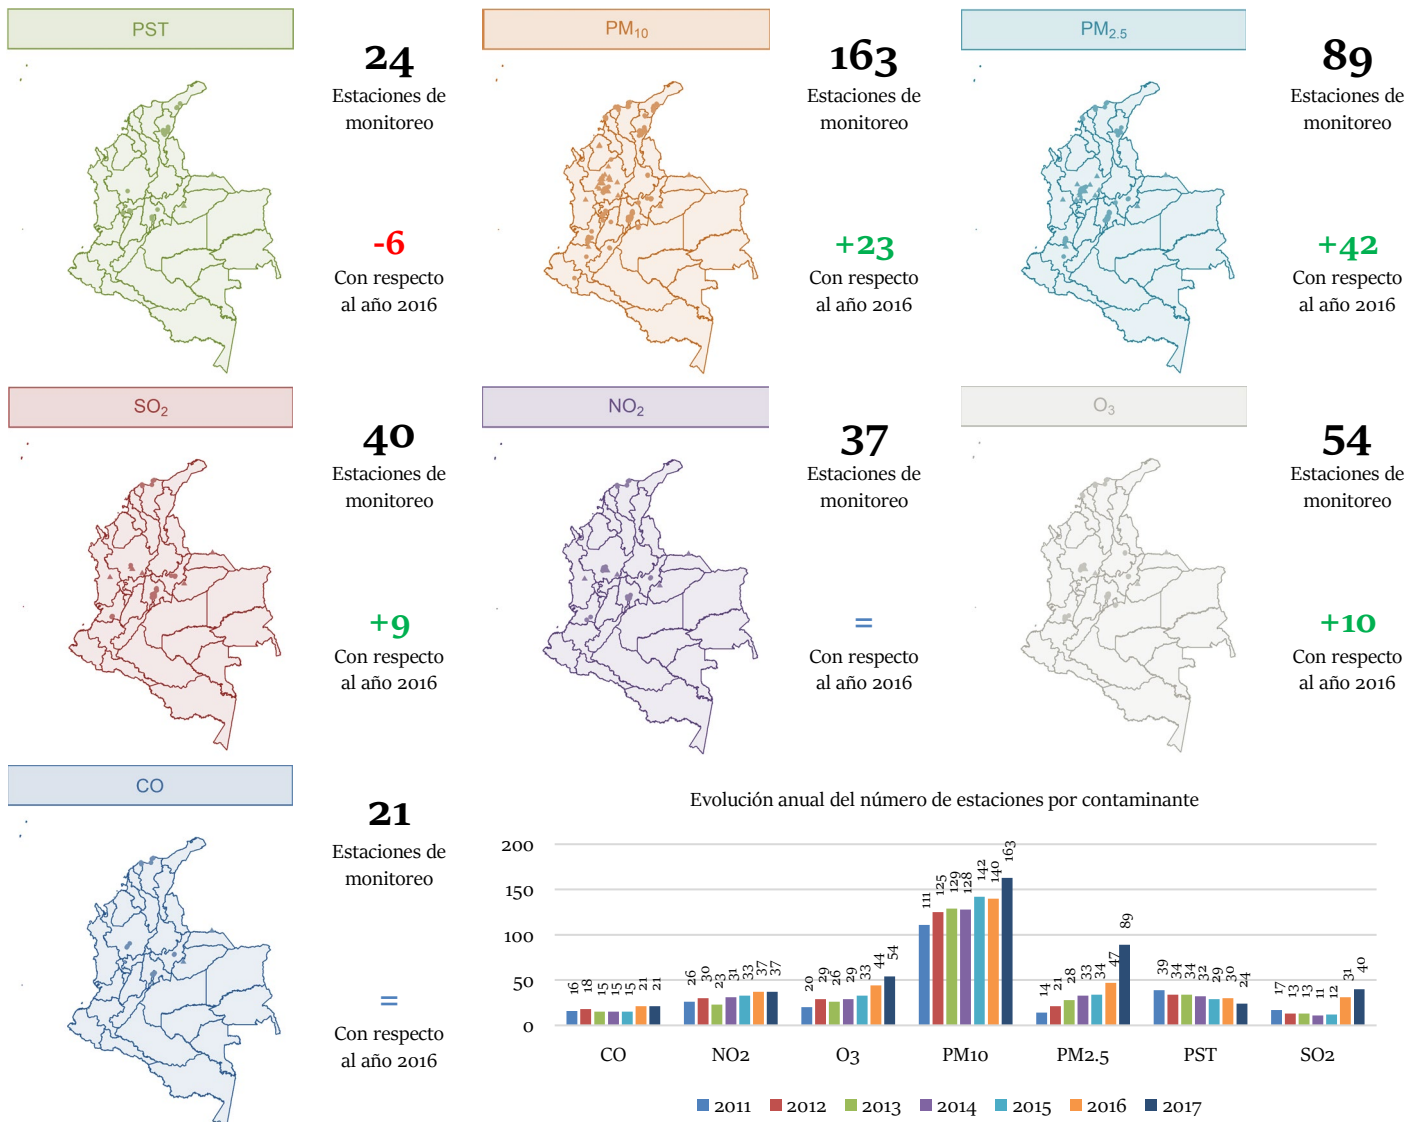 PST
24
Estaciones de
monitoreo
-6
Con respecto
al año 2016
PM10
163
Estaciones de
monitoreo
+23
Con respecto
al año 2016
PM2.5
89
Estaciones de
monitoreo
+42
Con respecto
al año 2016
SO2
40
Estaciones de
monitoreo
+9
Con respecto
al año 2016
NO2
37
Estaciones de
monitoreo
=
Con respecto
al año 2016
O3
54
Estaciones de
monitoreo
+10
Con respecto
al año 2016
CO
21
Estaciones de
monitoreo
=
Con respecto
al año 2016
Evolución anual del número de estaciones por contaminante
200
150
100
50
0
16 18 15 15 15 21 21
26 30 23 31 33 37 37
20 29 26 29 33 44 54
111 125 129 128 142 140 163
14 21 28 33 34 47 89
39 34 34 32 29 30 24
17 13 13 11 12 31 40
CO NO2 O3 PM10 PM2.5 PST SO2
2011 2012 2013 2014 2015 2016 2017